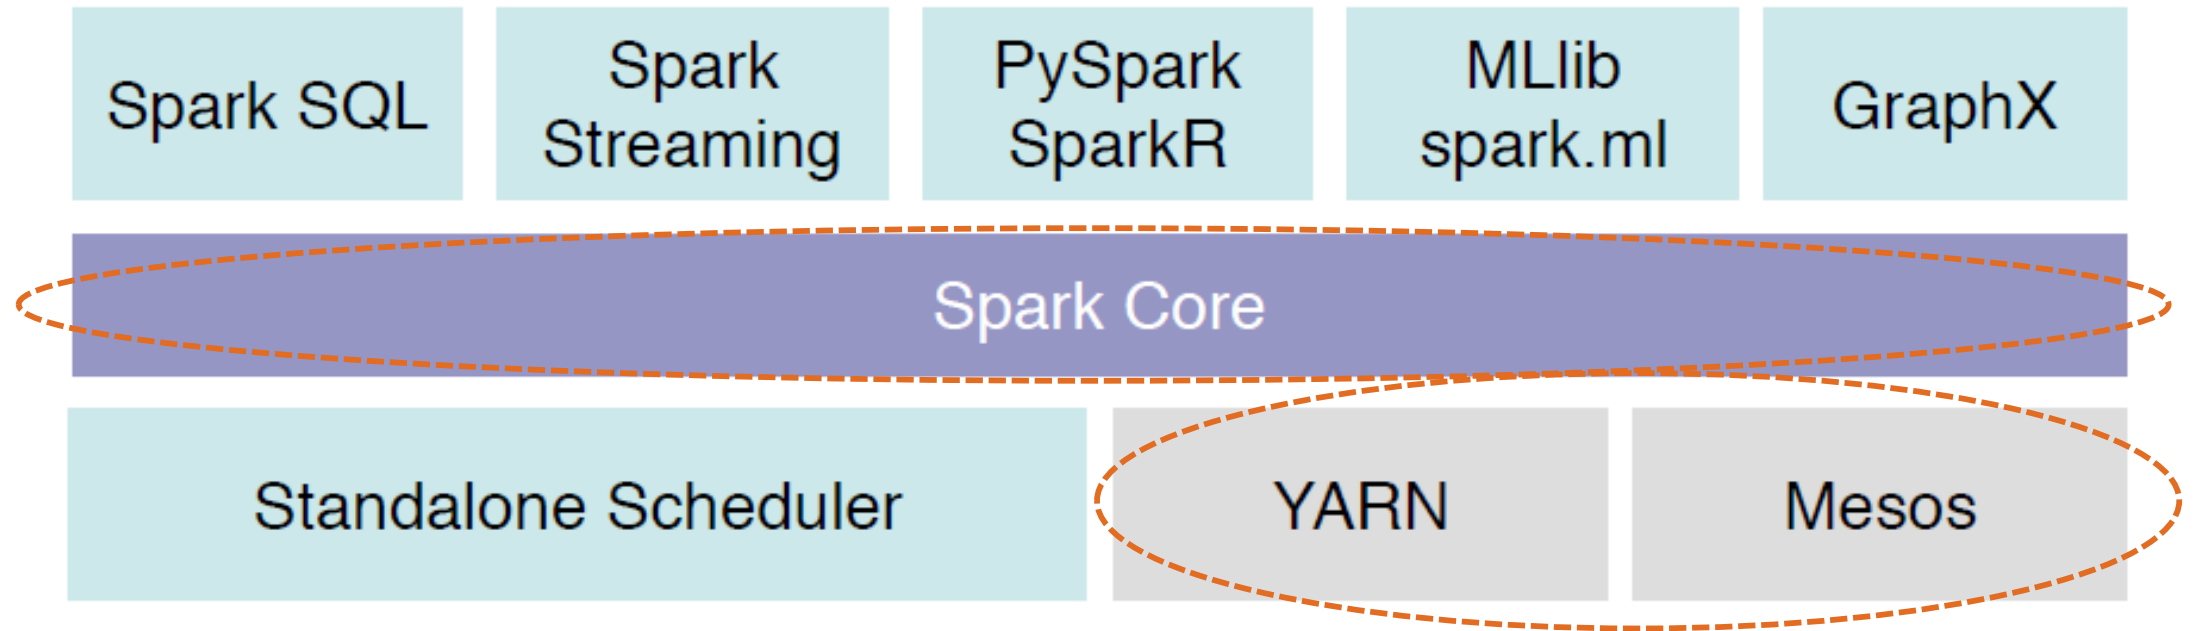 Spark SQL
Spark
Streaming
PySpark
SparkR
MLlib
spark.ml
GraphX
Spark Core
Standalone Scheduler
YARN
Mesos